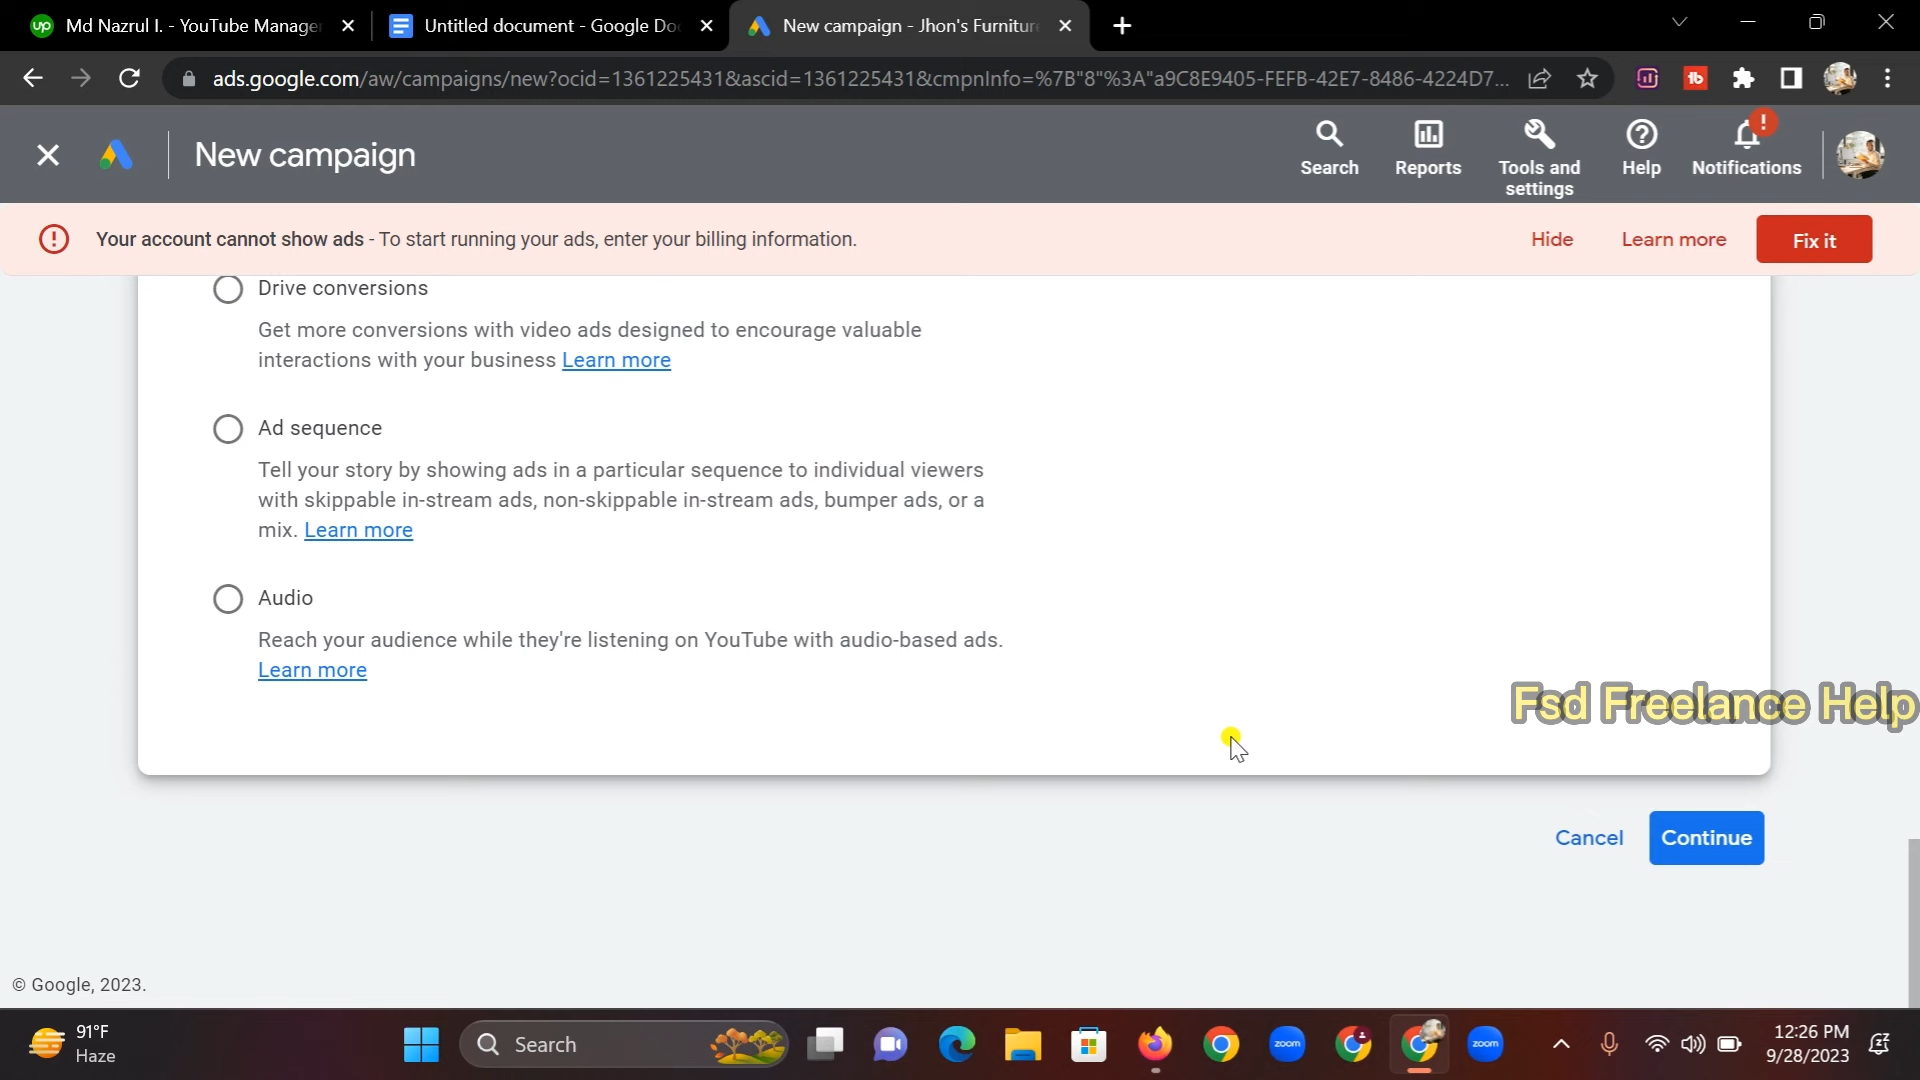 Md Nazrul I. - YouTube Manage
Untitled document - Google Do
New campaign - Jhon's Furniture
ads.google.com/aw/campaigns/new?ocid=1361225431&ascid=1361225431&cmpnInfo=%7B"8"%3A"a9C8E9405-FEFB-42E7-8486-4224D7...
New campaign
Search
Reports
Tools and
settings
Help
Notifications
Your account cannot show ads - To start running your ads, enter your billing information.
Hide
Learn more
Fix it
Drive conversions
Get more conversions with video ads designed to encourage valuable
interactions with your business Learn more
Ad sequence
Tell your story by showing ads in a particular sequence to individual viewers
with skippable in-stream ads, non-skippable in-stream ads, bumper ads, or a
mix. Learn more
Audio
Reach your audience while they're listening on YouTube with audio-based ads.
Learn more
Fsd Freelance Help
Cancel
Continue
© Google, 2023.
91°F
Haze
Search
zoom
zoom
12:26 PM
9/28/2023